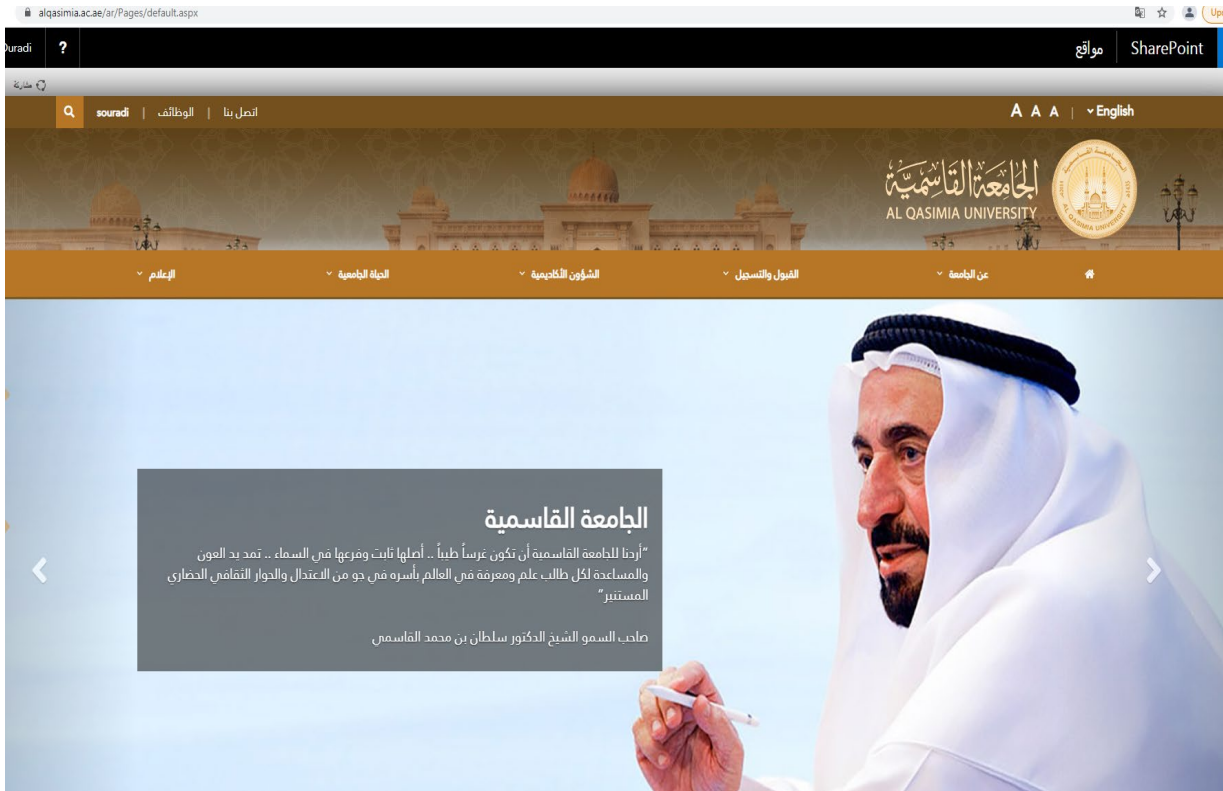 alqasimia.ac.ae/ar/Pages/default.aspx
SharePoint
مواقع
?
مشاركة
English
A A A
اتصل بنا | الوظائف | souradi
الجامعة القاسمية
AL QASIMIA UNIVERSITY
عن الجامعة
القبول والتسجيل
الشؤون الأكاديمية
الحياة الجامعية
الإعلام
الجامعة القاسمية
"أردنا للجامعة القاسمية أن تكون غرساً طيباً .. أصلها ثابت وفرعها في السماء .. تمد يد العون
والمساعدة لكل طالب علم ومعرفة في العالم بأسره في جو من الاعتدال والحوار الثقافي الحضاري
المستنير"
صاحب السمو الشيخ الدكتور سلطان بن محمد القاسمي